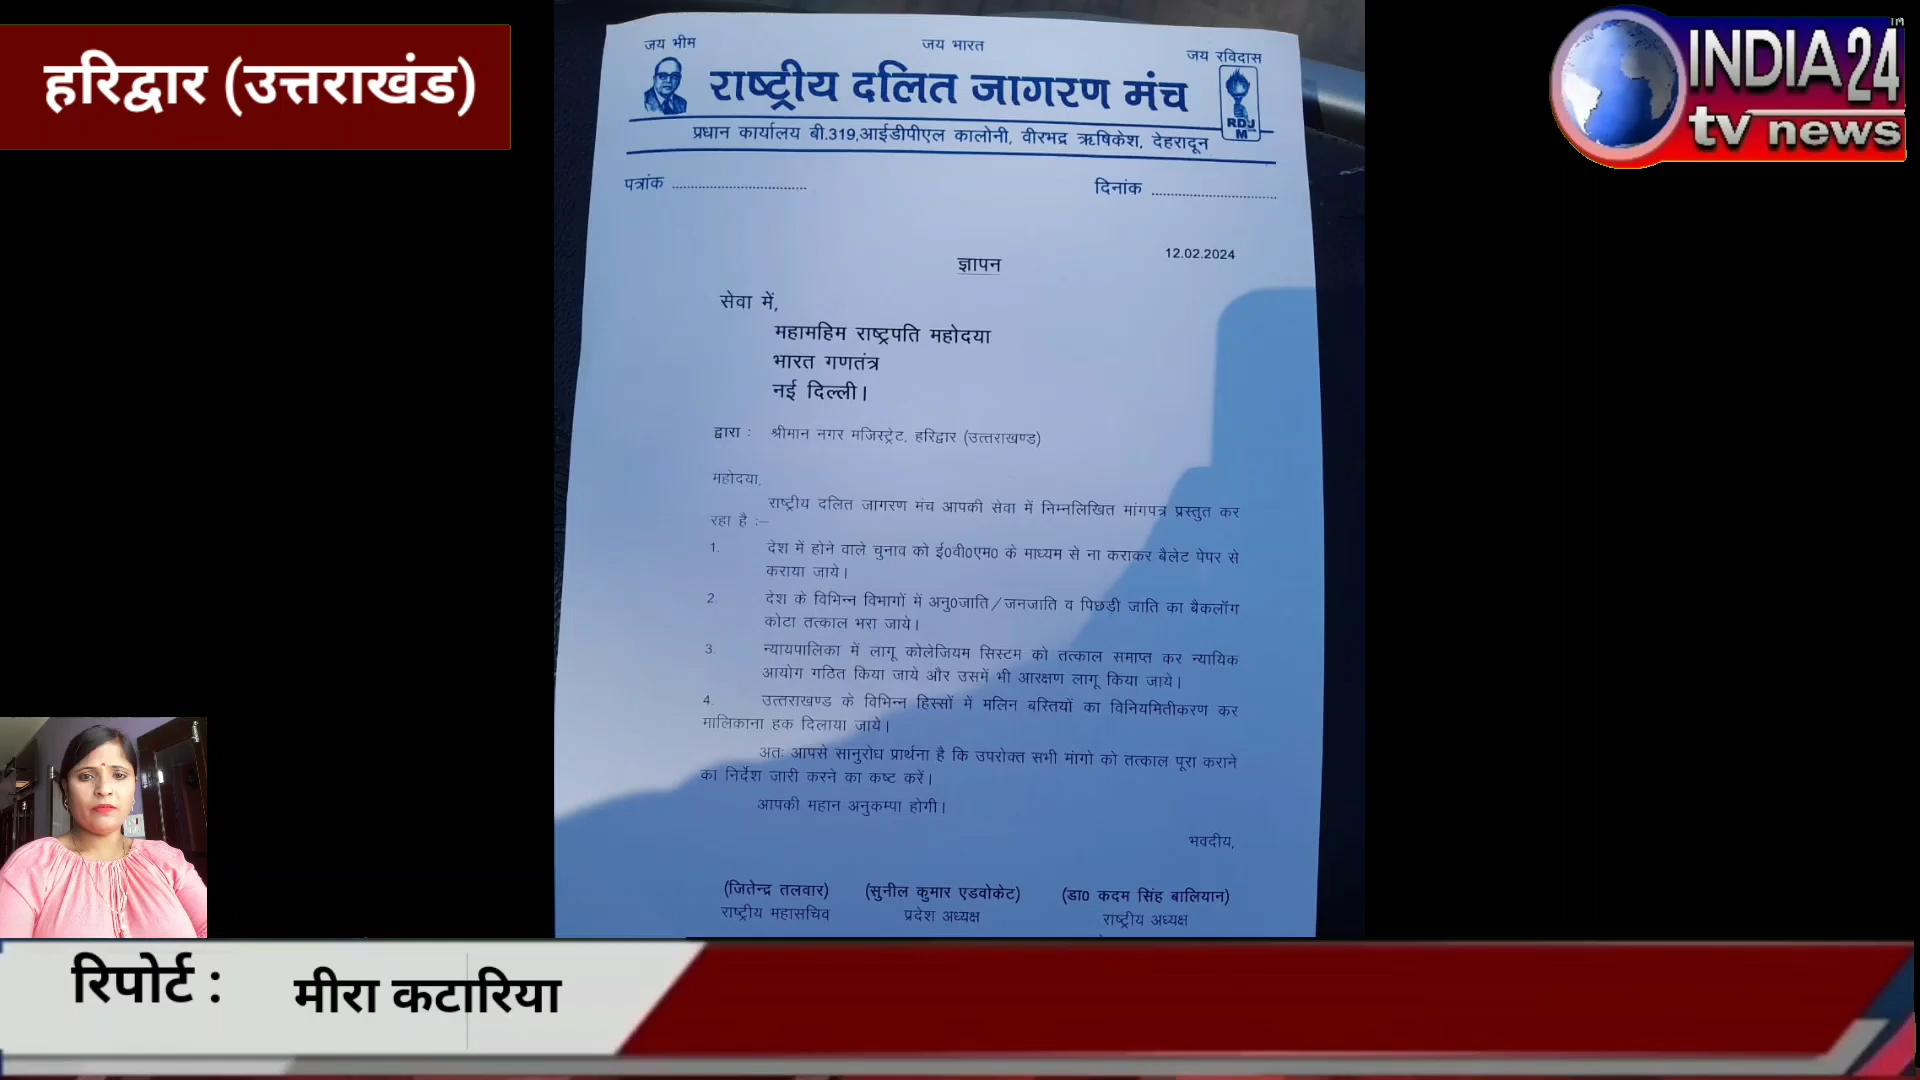 हरिद्वार (उत्तराखंड)
INDIA 24
TM
tv news
जय भीम
जय भारत
जय रविदास
राष्ट्रीय दलित जागरण मंच
RDJ
M
प्रधान कार्यालय बी.319,आईडीपीएल कालोनी, वीरभद्र ऋषिकेश, देहरादून
पत्रांक ..................................
दिनांक ................................
12.02.2024
ज्ञापन
सेवा में,
महामहिम राष्ट्रपति महोदया
भारत गणतंत्र
नई दिल्ली।
द्वारा : श्रीमान नगर मजिस्ट्रेट, हरिद्वार (उत्तराखण्ड)
महोदया,
राष्ट्रीय दलित जागरण मंच आपकी सेवा में निम्नलिखित मांगपत्र प्रस्तुत कर
रहा है :–
1. देश में होने वाले चुनाव को ई0वी0एम0 के माध्यम से ना कराकर बैलेट पेपर से
कराया जाये।
2. देश के विभिन्न विभागों में अनु0जाति/जनजाति व पिछड़ी जाति का बैकलॉग
कोटा तत्काल भरा जाये।
3. न्यायपालिका में लागू कोलेजियम सिस्टम को तत्काल समाप्त कर न्यायिक
आयोग गठित किया जाये और उसमें भी आरक्षण लागू किया जाये।
4. उत्तराखण्ड के विभिन्न हिस्सों में मलिन बस्तियों का विनियमितीकरण कर
मालिकाना हक दिलाया जाये।
अतः आपसे सानुरोध प्रार्थना है कि उपरोक्त सभी मांगो को तत्काल पूरा कराने
का निर्देश जारी करने का कष्ट करें।
आपकी महान अनुकम्पा होगी।
भवदीय,
(जितेन्द्र तलवार) (सुनील कुमार एडवोकेट) (डा0 कदम सिंह बालियान)
राष्ट्रीय महासचिव प्रदेश अध्यक्ष राष्ट्रीय अध्यक्ष
रिपोर्ट : मीरा कटारिया